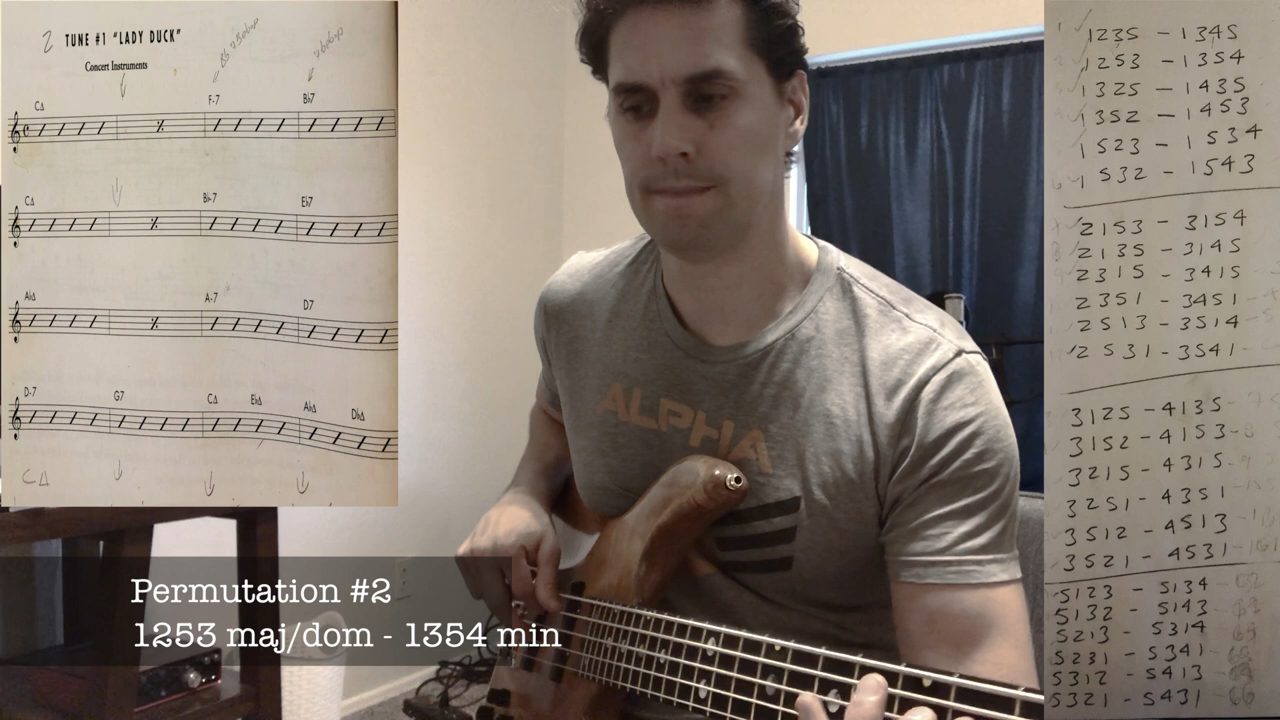 2 TUNE #1 "LADY DUCK"
Concert Instruments
C∆ F-7 B♭7
C∆ B♭-7 E♭7
A♭∆ A-7 D7
D-7 G7 C∆ E♭∆ A♭∆ D♭∆
C∆
ALPHA
Permutation #2
1253 maj/dom - 1354 min
1235 - 1345
1253 - 1354
1325 - 1435
1352 - 1453
1523 - 1534
1532 - 1543
2153 - 3154
2135 - 3145
2315 - 3415
2351 - 3451
2513 - 3514
2531 - 3541
3125 - 4135
3152 - 4153
3215 - 4315
3251 - 4351
3512 - 4513
3521 - 4531
5123 - 5134
5132 - 5143
5213 - 5314
5231 - 5341
5312 - 5413
5321 - 5431